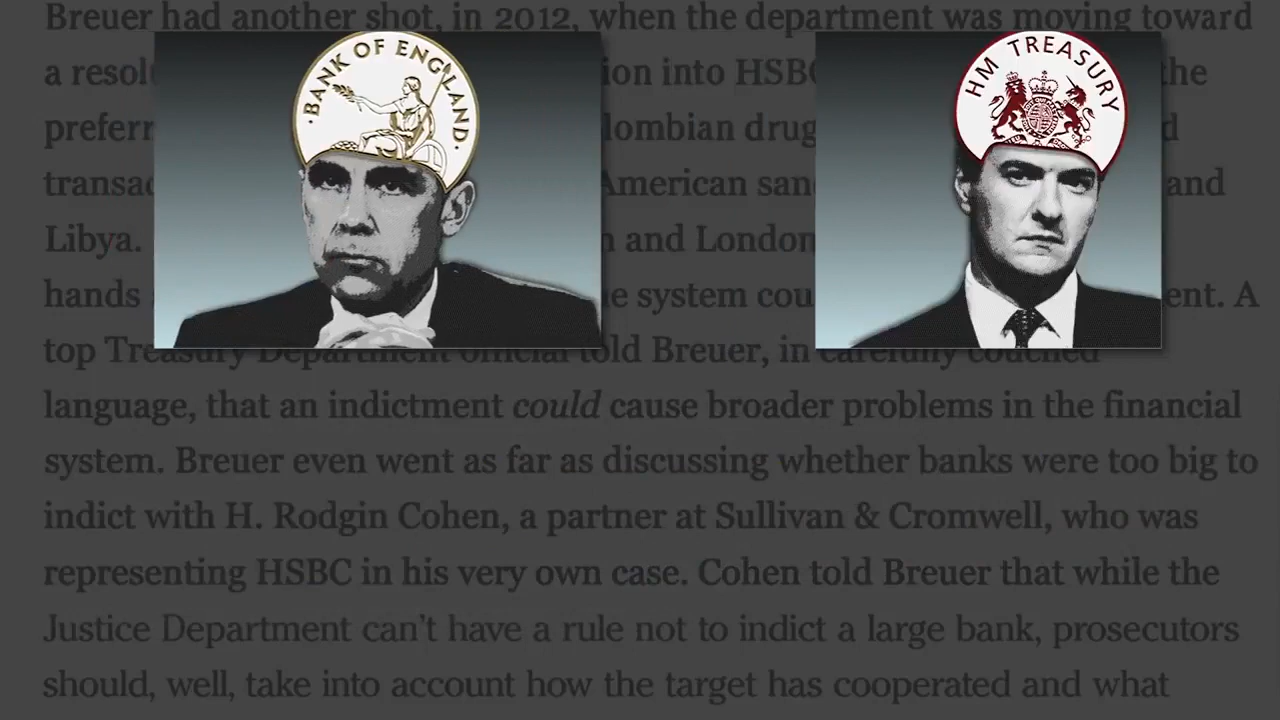 Breuer had another shot, in 2012, when the department was moving toward
BANK OF ENGLAND
HM TREASURY
a resol ion into HSBC the
preferr lombian drug d
transac American san and
Libya. n and London
hands e system cou ent. A
top Treasury Department official told Breuer, in carefully couched
language, that an indictment could cause broader problems in the financial
system. Breuer even went as far as discussing whether banks were too big to
indict with H. Rodgin Cohen, a partner at Sullivan & Cromwell, who was
representing HSBC in his very own case. Cohen told Breuer that while the
Justice Department can't have a rule not to indict a large bank, prosecutors
should, well, take into account how the target has cooperated and what